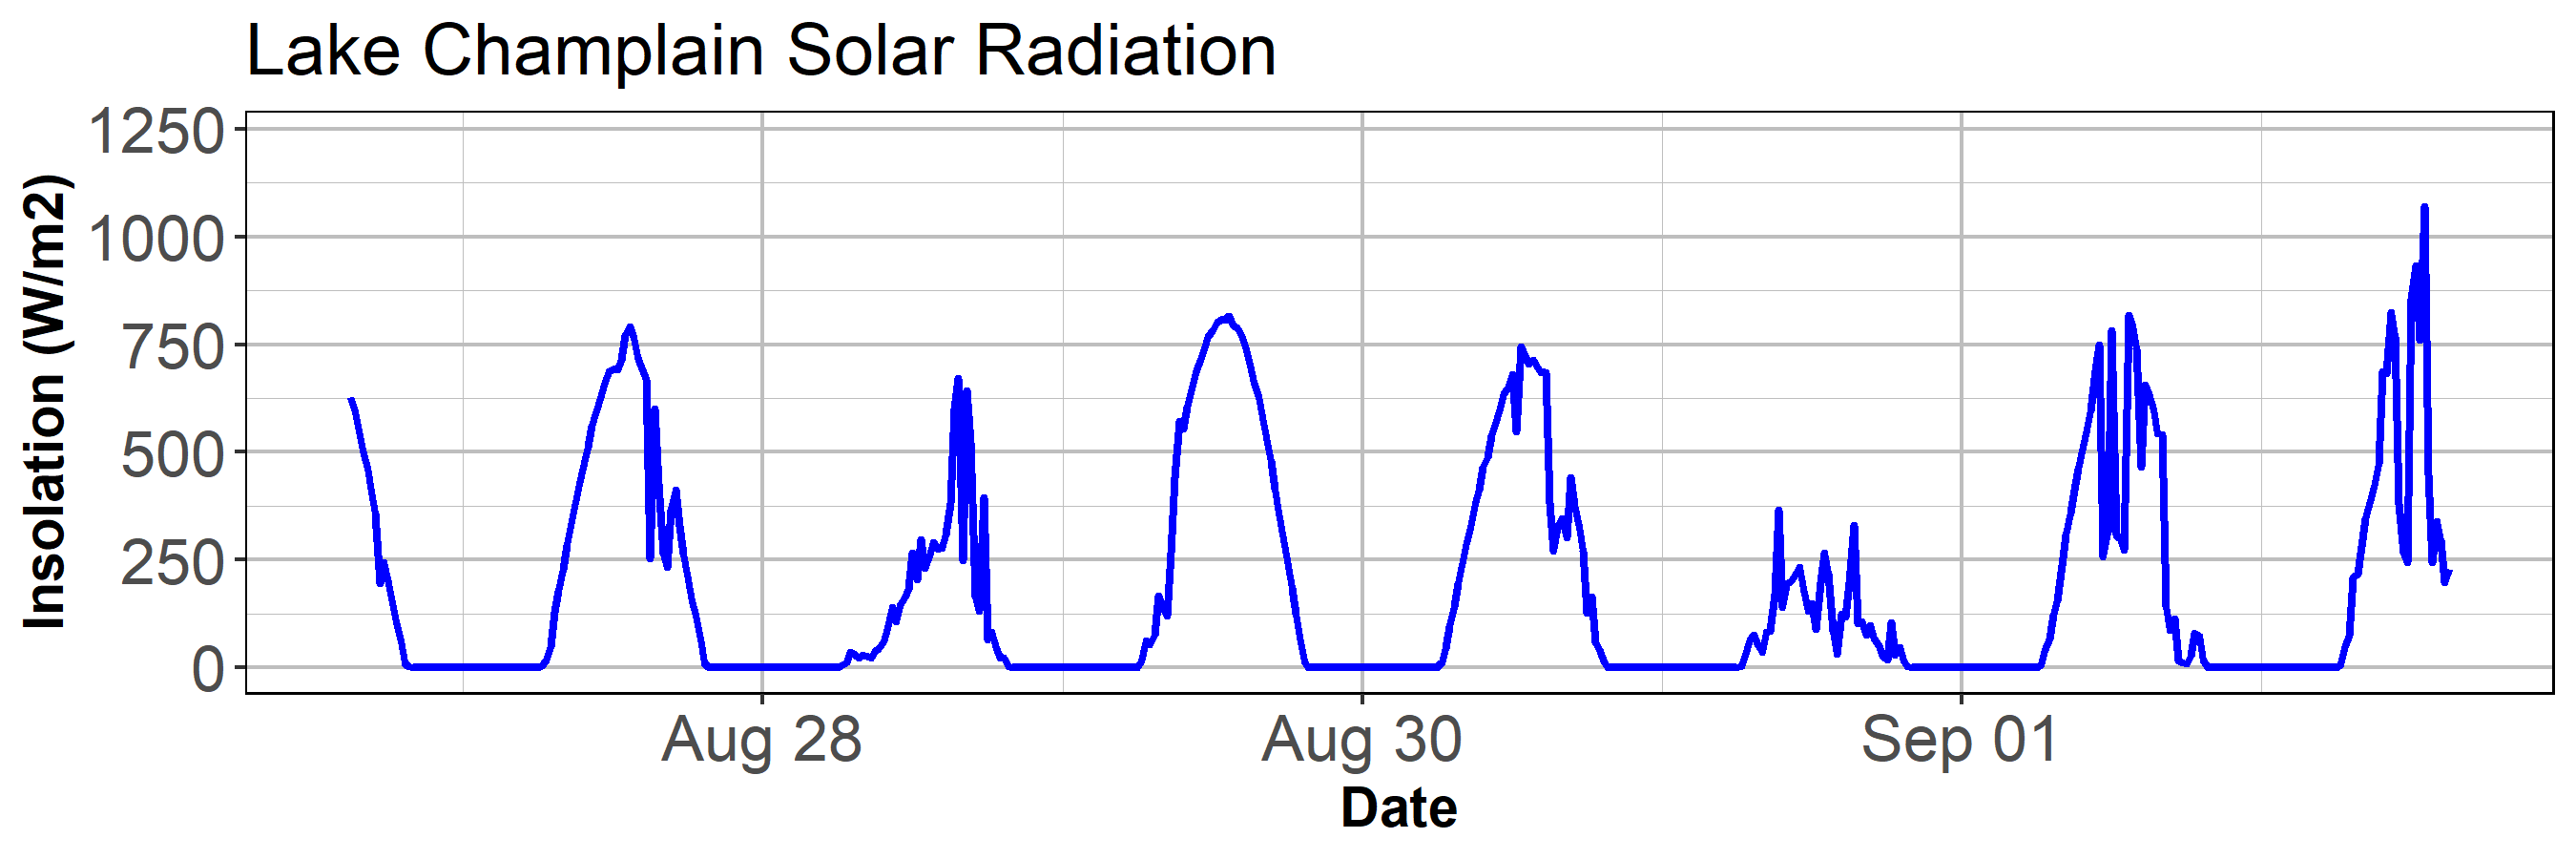 Lake Champlain Solar Radiation
1250
1000
750
500
250
0
Insolation (W/m2)
Aug 28
Aug 30
Sep 01
Date